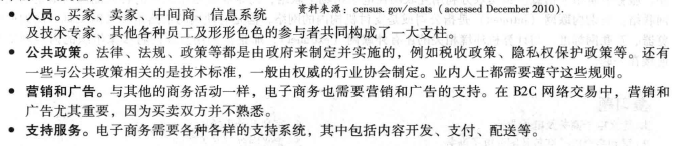 ● 人员。买家、卖家、中间商、信息系统
资料来源：census. gov/estats（accessed December 2010).
及技术专家、其他各种员工及形形色色的参与者共同构成了一大支柱。
● 公共政策。法律、法规、政策等都是由政府来制定并实施的，例如税收政策、隐私权保护政策等。还有
一些与公共政策相关的是技术标准，一般由权威的行业协会制定。业内人士都需要遵守这些规则。
● 营销和广告。与其他的商务活动一样，电子商务也需要营销和广告的支持。在 B2C 网络交易中，营销和
广告尤其重要，因为买卖双方并不熟悉。
● 支持服务。电子商务需要各种各样的支持系统，其中包括内容开发、支付、配送等。